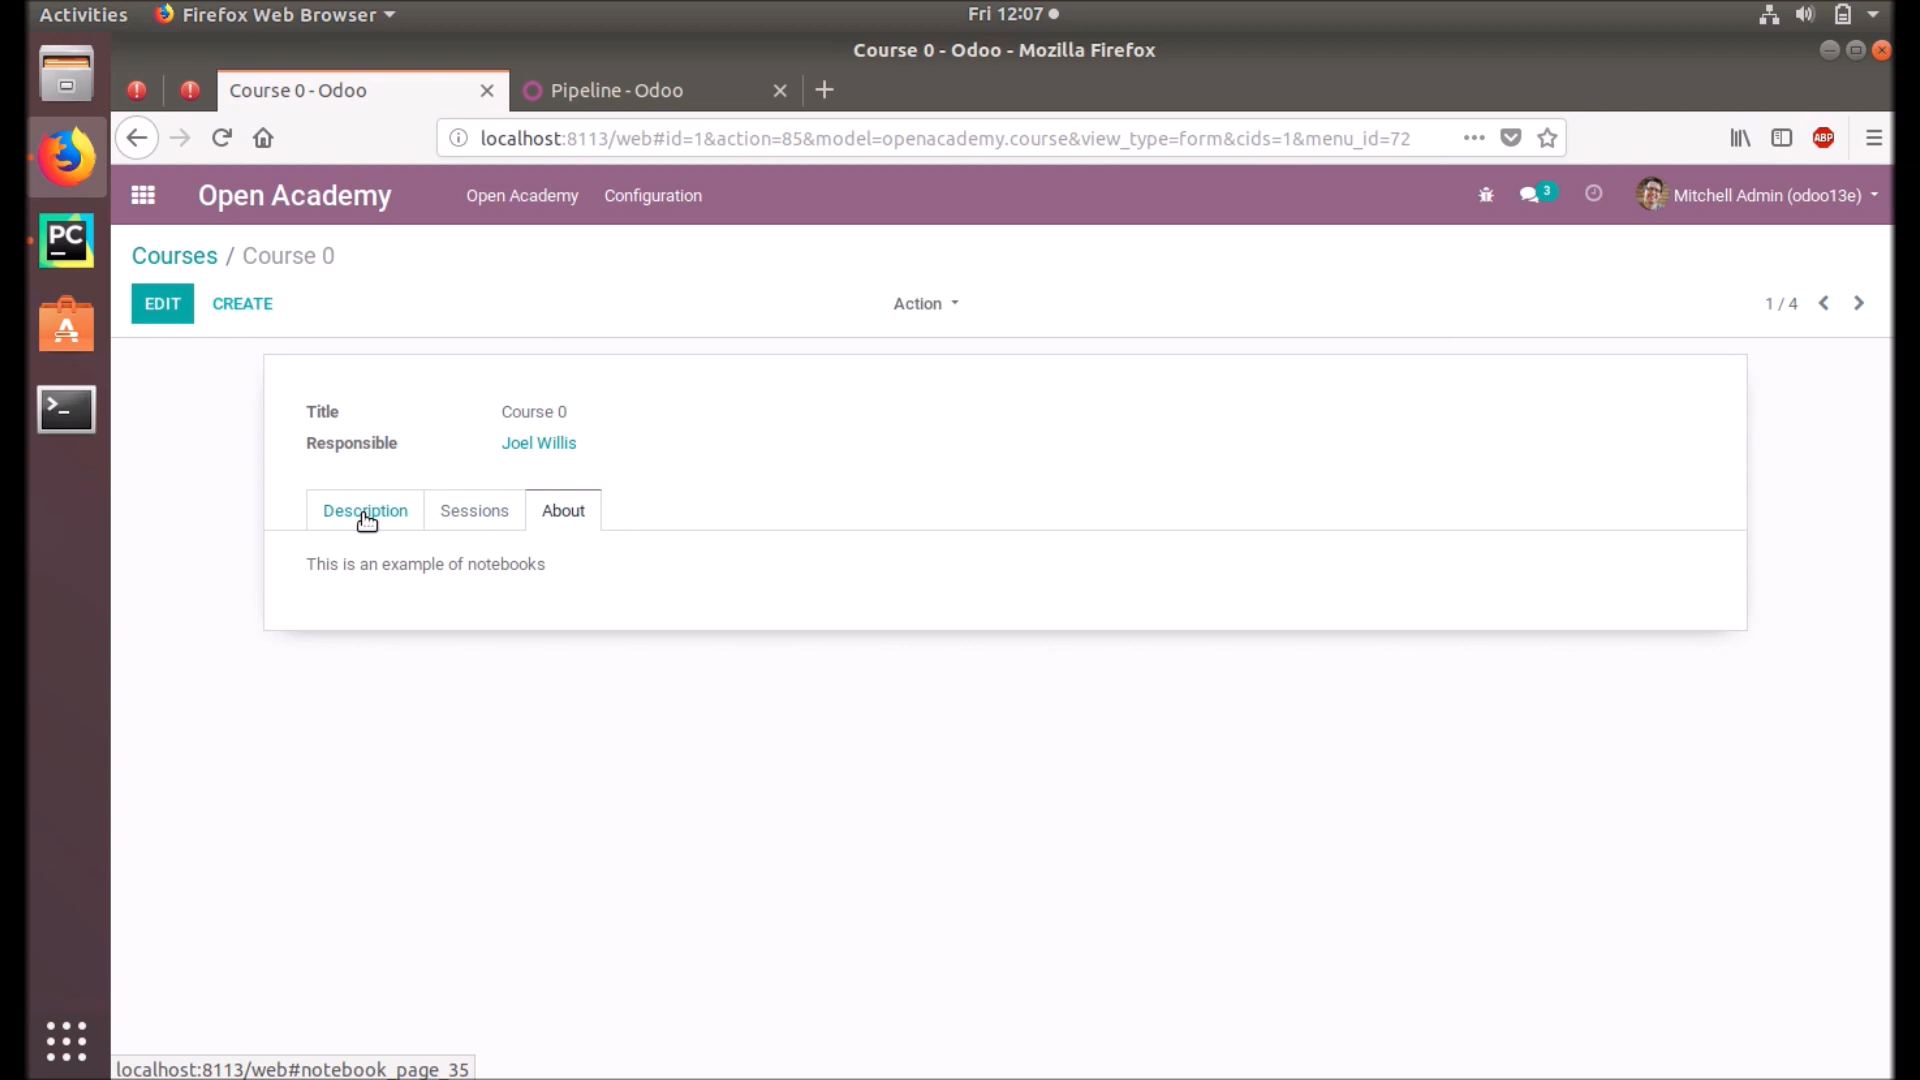 Activities Firefox Web Browser Fri 12:07
Course 0 - Odoo - Mozilla Firefox
Course 0 - Odoo Pipeline - Odoo
localhost:8113/web#id=1&action=85&model=openacademy.course&view_type=form&cids=1&menu_id=72 ABP
PC
Open Academy Open Academy Configuration 3 Mitchell Admin (odoo13e)
Courses / Course 0
EDIT CREATE Action 1 / 4
Title Course 0
Responsible Joel Willis
Description Sessions About
This is an example of notebooks
localhost:8113/web#notebook_page_35